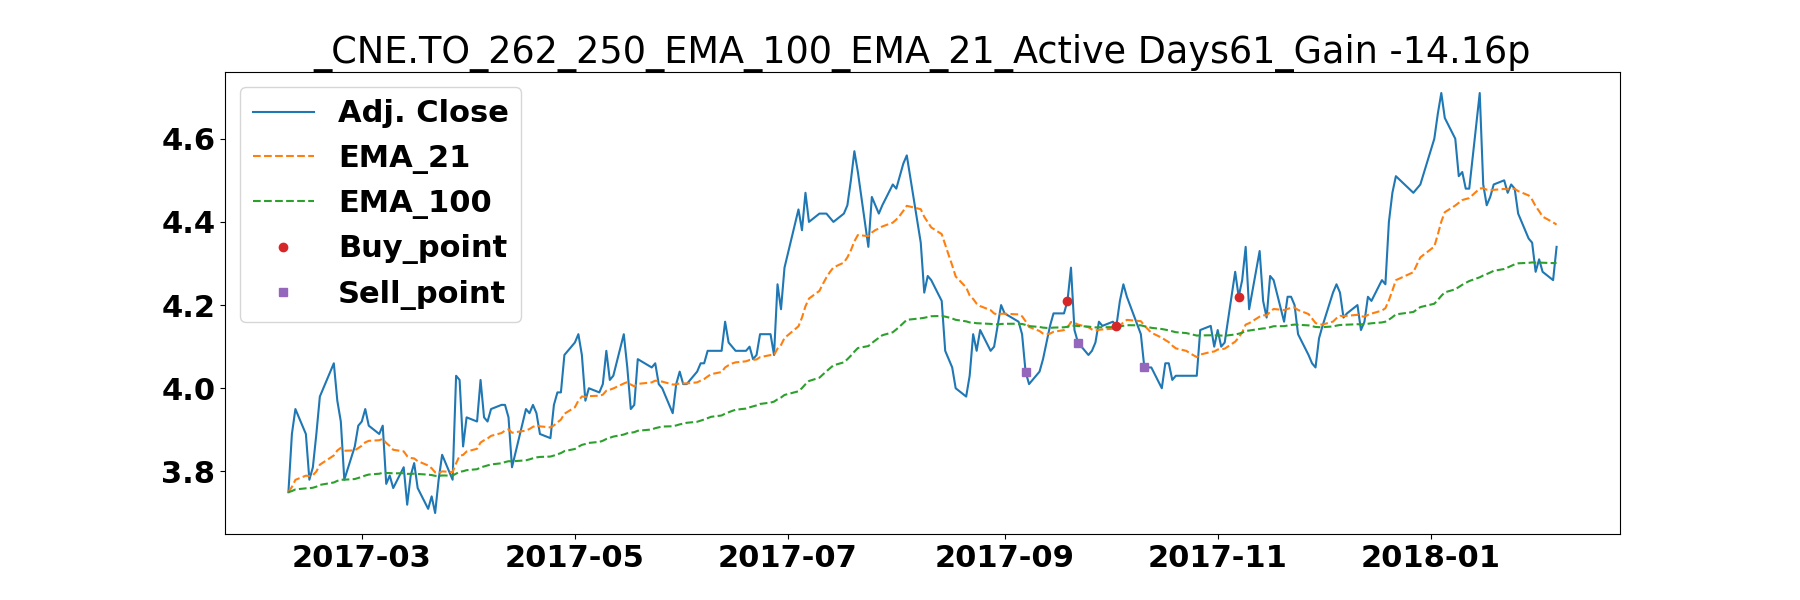 _CNE.TO_262_250_EMA_100_EMA_21_Active Days61_Gain -14.16p
Adj. Close
EMA_21
EMA_100
Buy_point
Sell_point
4.6
4.4
4.2
4.0
3.8
2017-03 2017-05 2017-07 2017-09 2017-11 2018-01